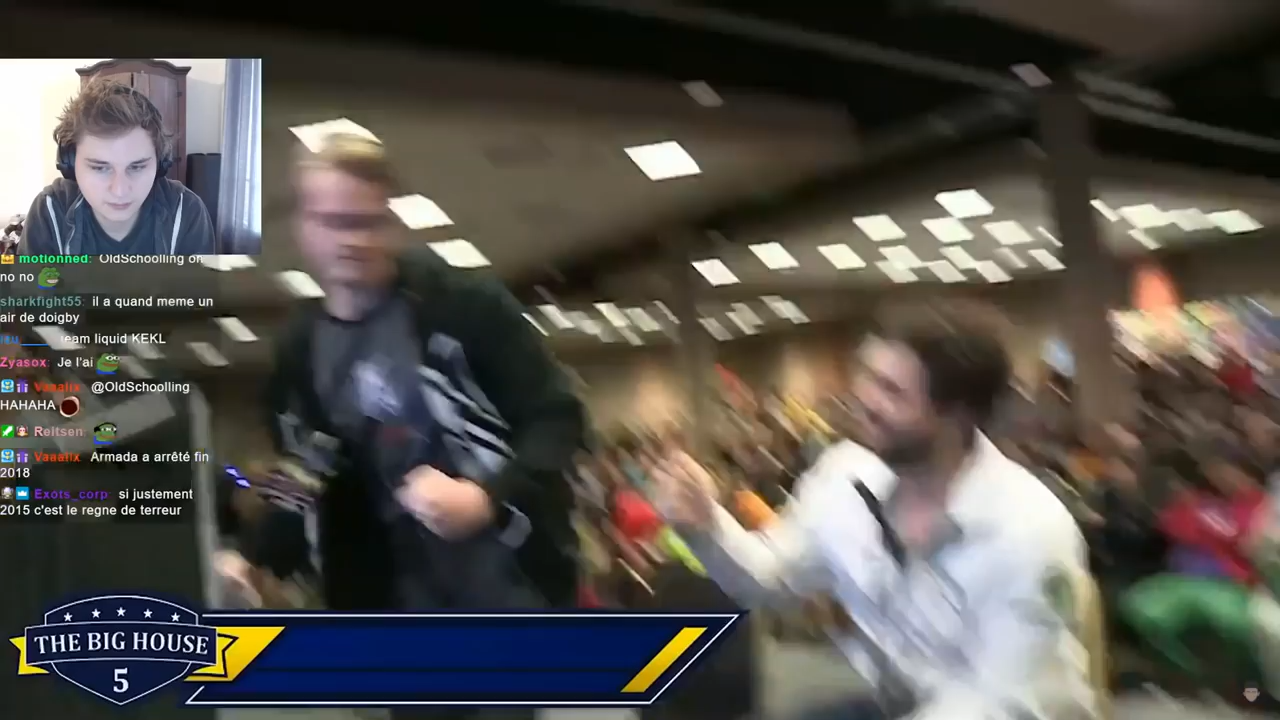 motionned: OldSchoolling oh
no no
sharkfight55: il a quand meme un
air de doigby
team liquid KEKL
Zyasox: Je l'ai
Vaaalix: @OldSchoolling
HAHAHA
Reitsen:
Vaaalix: Armada a arrêté fin
2018
Exots_corp: si justement
2015 c'est le regne de terreur
THE BIG HOUSE
5